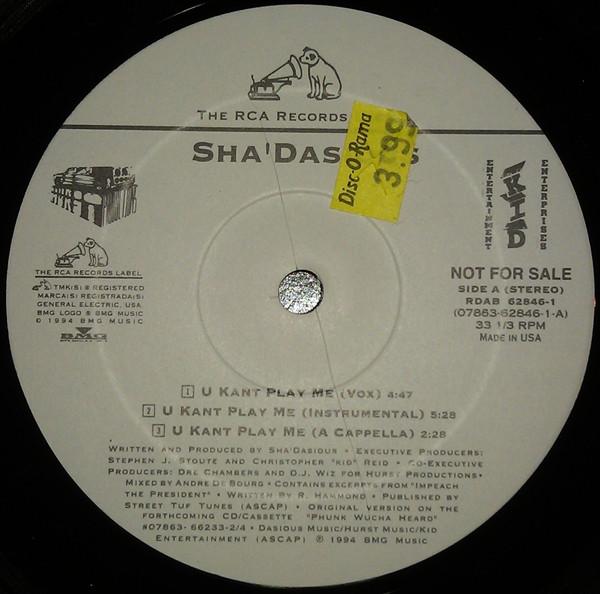 THE RCA RECORDS
SHA'DAS S
Disc-O-Rama
3.99
ENTERTAINMENT
KID
ENTERPRISES
THE RCA RECORDS LABEL
TMK(S) ® REGISTERED
MARCA(S) REGISTRADA(S)
GENERAL ELECTRIC, USA
BMG LOGO ® BMG MUSIC
© 1994 BMG MUSIC
BMG
NOT FOR SALE
SIDE A (STEREO)
RDAB 62846-1
(07863-62846-1-A)
33 1/3 RPM
MADE IN USA
1 U KANT PLAY ME (VOX) 4:47
2 U KANT PLAY ME (INSTRUMENTAL) 5:28
3 U KANT PLAY ME (A CAPPELLA) 2:28
WRITTEN AND PRODUCED BY SHA'DASIOUS • EXECUTIVE PRODUCERS:
STEPHEN J. STOUTE AND CHRISTOPHER "KID" REID • CO-EXECUTIVE
PRODUCERS: DRE CHAMBERS AND D.J. WIZ FOR HURST PRODUCTIONS•
MIXED BY ANDRE DE BOURG • CONTAINS EXCERPTS FROM "IMPEACH
THE PRESIDENT" • WRITTEN BY R. HAMMOND • PUBLISHED BY
STREET TUF TUNES (ASCAP) • ORIGINAL VERSION ON THE
FORTHCOMING CD/CASSETTE "PHUNK WUCHA HEARD"
#07863-66233-2/4 • DASIOUS MUSIC/HURST MUSIC/KID
ENTERTAINMENT (ASCAP) ℗ 1994 BMG MUSIC